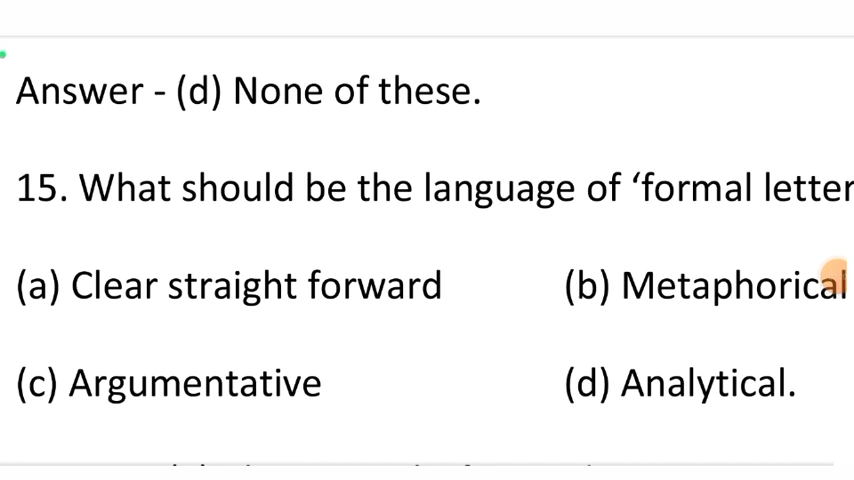 Answer - (d) None of these.
15. What should be the language of ‘formal letter
(a) Clear straight forward (b) Metaphorical
(c) Argumentative (d) Analytical.